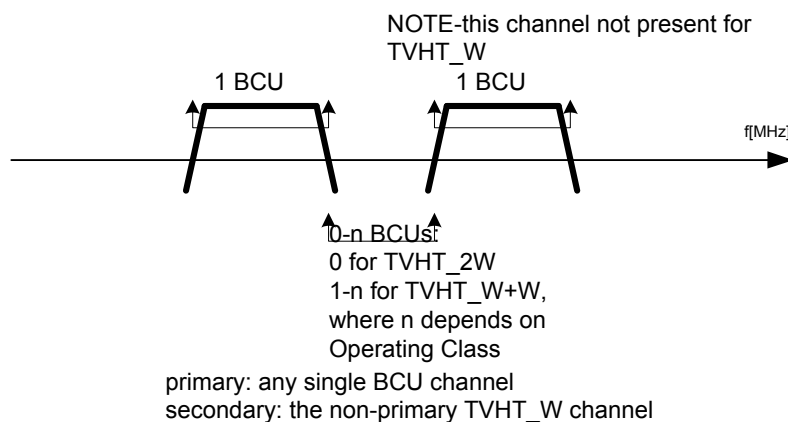 NOTE-this channel not present for
TVHT_W
1 BCU
1 BCU
f[MHz]
0-n BCUs:
0 for TVHT_2W
1-n for TVHT_W+W,
where n depends on
Operating Class
primary: any single BCU channel
secondary: the non-primary TVHT_W channel